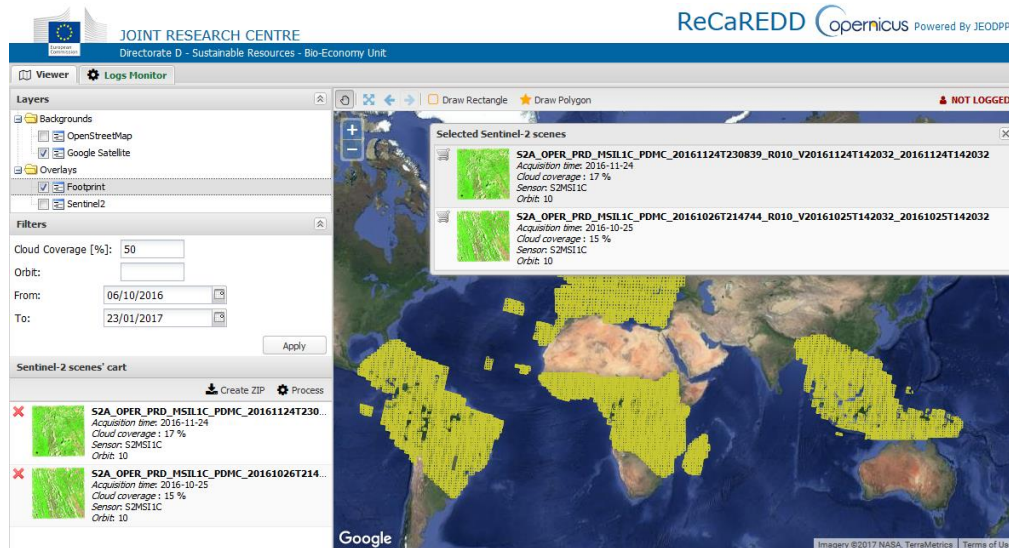 European
Commission
JOINT RESEARCH CENTRE
ReCaREDD Copernicus Powered By JEODPP
Directorate D - Sustainable Resources - Bio-Economy Unit
Viewer
Logs Monitor
Layers
Draw Rectangle
Draw Polygon
NOT LOGGED
Backgrounds
OpenStreetMap
Google Satellite
Overlays
Footprint
Sentinel2
Filters
Cloud Coverage [%]: 50
Orbit:
From: 06/10/2016
To: 23/01/2017
Apply
Sentinel-2 scenes' cart
Create ZIP
Process
S2A_OPER_PRD_MSIL1C_PDMC_20161124T230...
Acquisition time: 2016-11-24
Cloud coverage : 17 %
Sensor: S2MSI1C
Orbit: 10
S2A_OPER_PRD_MSIL1C_PDMC_20161026T214...
Acquisition time: 2016-10-25
Cloud coverage : 15 %
Sensor: S2MSI1C
Orbit: 10
+
−
Selected Sentinel-2 scenes
S2A_OPER_PRD_MSIL1C_PDMC_20161124T230839_R010_V20161124T142032_20161124T142032
Acquisition time: 2016-11-24
Cloud coverage : 17 %
Sensor: S2MSI1C
Orbit: 10
S2A_OPER_PRD_MSIL1C_PDMC_20161026T214744_R010_V20161025T142032_20161025T142032
Acquisition time: 2016-10-25
Cloud coverage : 15 %
Sensor: S2MSI1C
Orbit: 10
Google
Imagery ©2017 NASA, TerraMetrics
Terms of Us